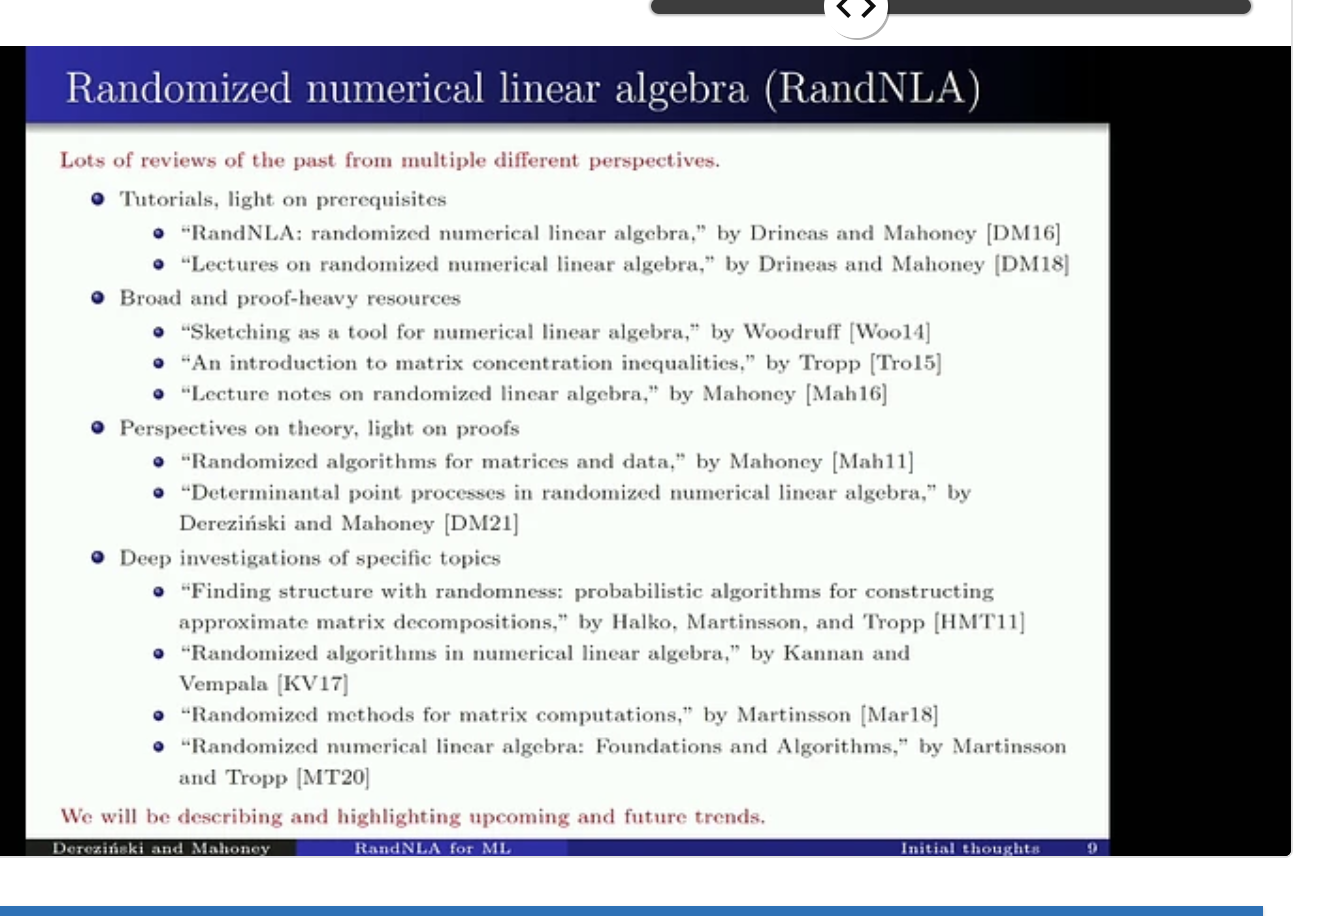 Randomized numerical linear algebra (RandNLA)
Lots of reviews of the past from multiple different perspectives.
Tutorials, light on prerequisites
“RandNLA: randomized numerical linear algebra,” by Drineas and Mahoney [DM16]
“Lectures on randomized numerical linear algebra,” by Drineas and Mahoney [DM18]
Broad and proof-heavy resources
“Sketching as a tool for numerical linear algebra,” by Woodruff [Woo14]
“An introduction to matrix concentration inequalities,” by Tropp [Tro15]
“Lecture notes on randomized linear algebra,” by Mahoney [Mah16]
Perspectives on theory, light on proofs
“Randomized algorithms for matrices and data,” by Mahoney [Mah11]
“Determinantal point processes in randomized numerical linear algebra,” by
Dereziński and Mahoney [DM21]
Deep investigations of specific topics
“Finding structure with randomness: probabilistic algorithms for constructing
approximate matrix decompositions,” by Halko, Martinsson, and Tropp [HMT11]
“Randomized algorithms in numerical linear algebra,” by Kannan and
Vempala [KV17]
“Randomized methods for matrix computations,” by Martinsson [Mar18]
“Randomized numerical linear algebra: Foundations and Algorithms,” by Martinsson
and Tropp [MT20]
We will be describing and highlighting upcoming and future trends.
Dereziński and Mahoney RandNLA for ML Initial thoughts 9